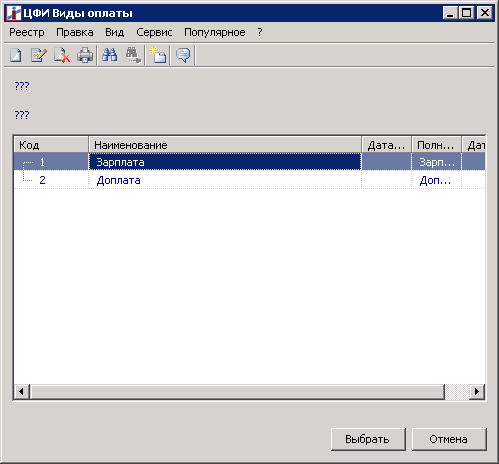 ЦФИ Виды оплаты
Реестр Правка Вид Сервис Популярное ?
???
???
Код Наименование Дата... Полн... Дат
1 Зарплата Зарп...
2 Доплата Доп...
Выбрать Отмена